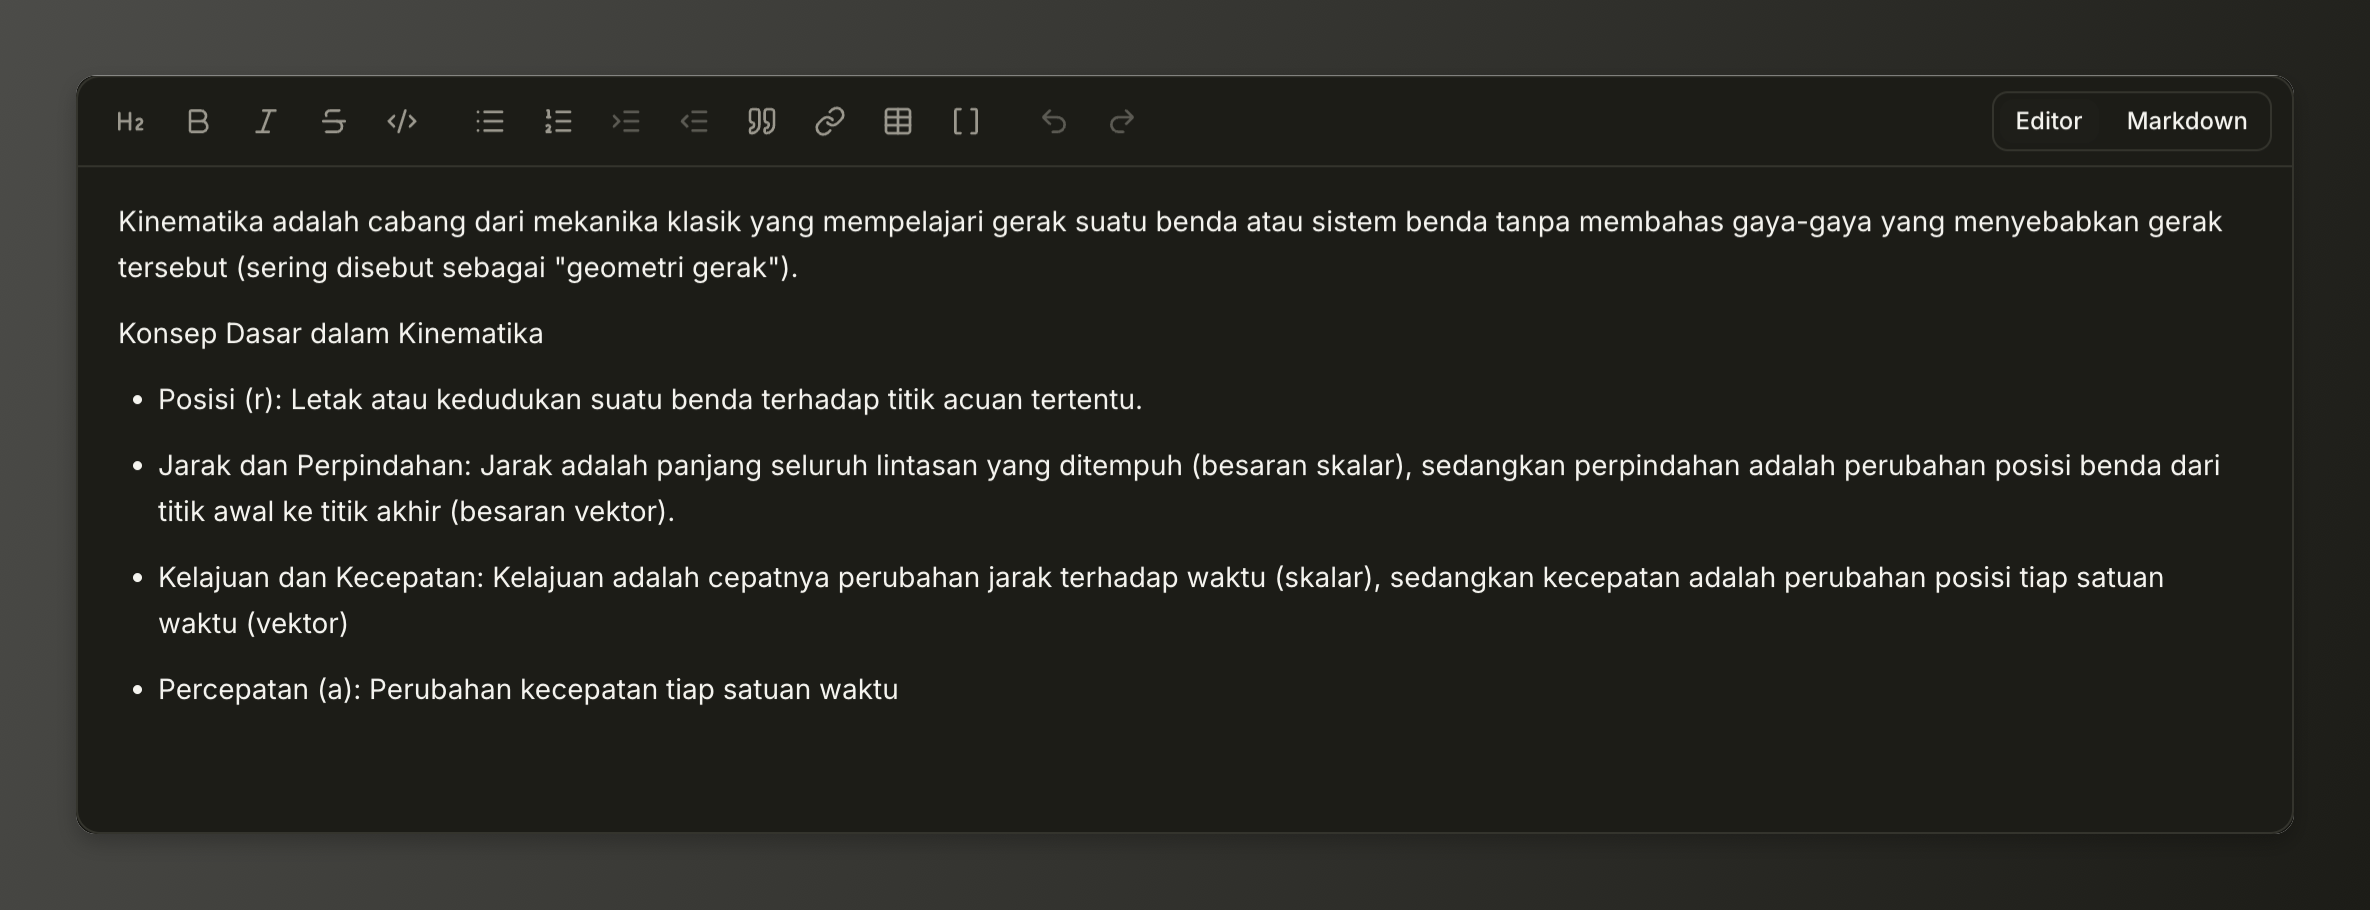 H2 B I S </>
Editor Markdown
Kinematika adalah cabang dari mekanika klasik yang mempelajari gerak suatu benda atau sistem benda tanpa membahas gaya-gaya yang menyebabkan gerak
tersebut (sering disebut sebagai "geometri gerak").
Konsep Dasar dalam Kinematika
• Posisi (r): Letak atau kedudukan suatu benda terhadap titik acuan tertentu.
• Jarak dan Perpindahan: Jarak adalah panjang seluruh lintasan yang ditempuh (besaran skalar), sedangkan perpindahan adalah perubahan posisi benda dari
titik awal ke titik akhir (besaran vektor).
• Kelajuan dan Kecepatan: Kelajuan adalah cepatnya perubahan jarak terhadap waktu (skalar), sedangkan kecepatan adalah perubahan posisi tiap satuan
waktu (vektor)
• Percepatan (a): Perubahan kecepatan tiap satuan waktu